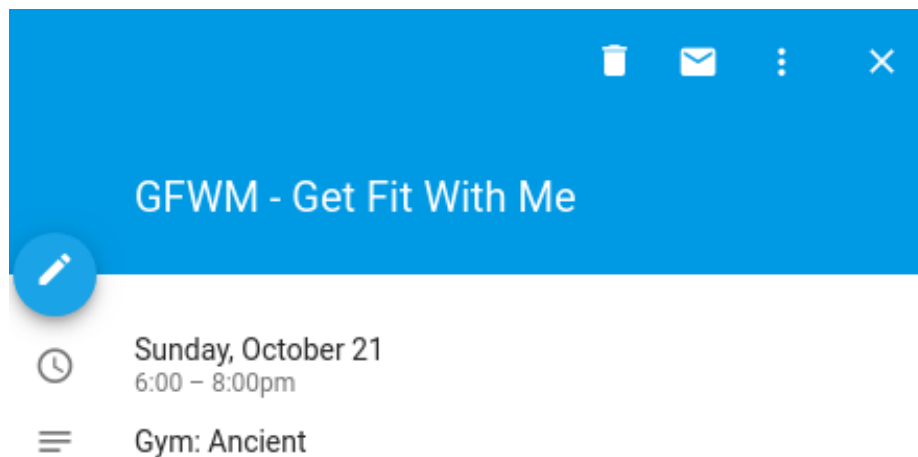 GFWM - Get Fit With Me
Sunday, October 21
6:00 – 8:00pm
Gym: Ancient